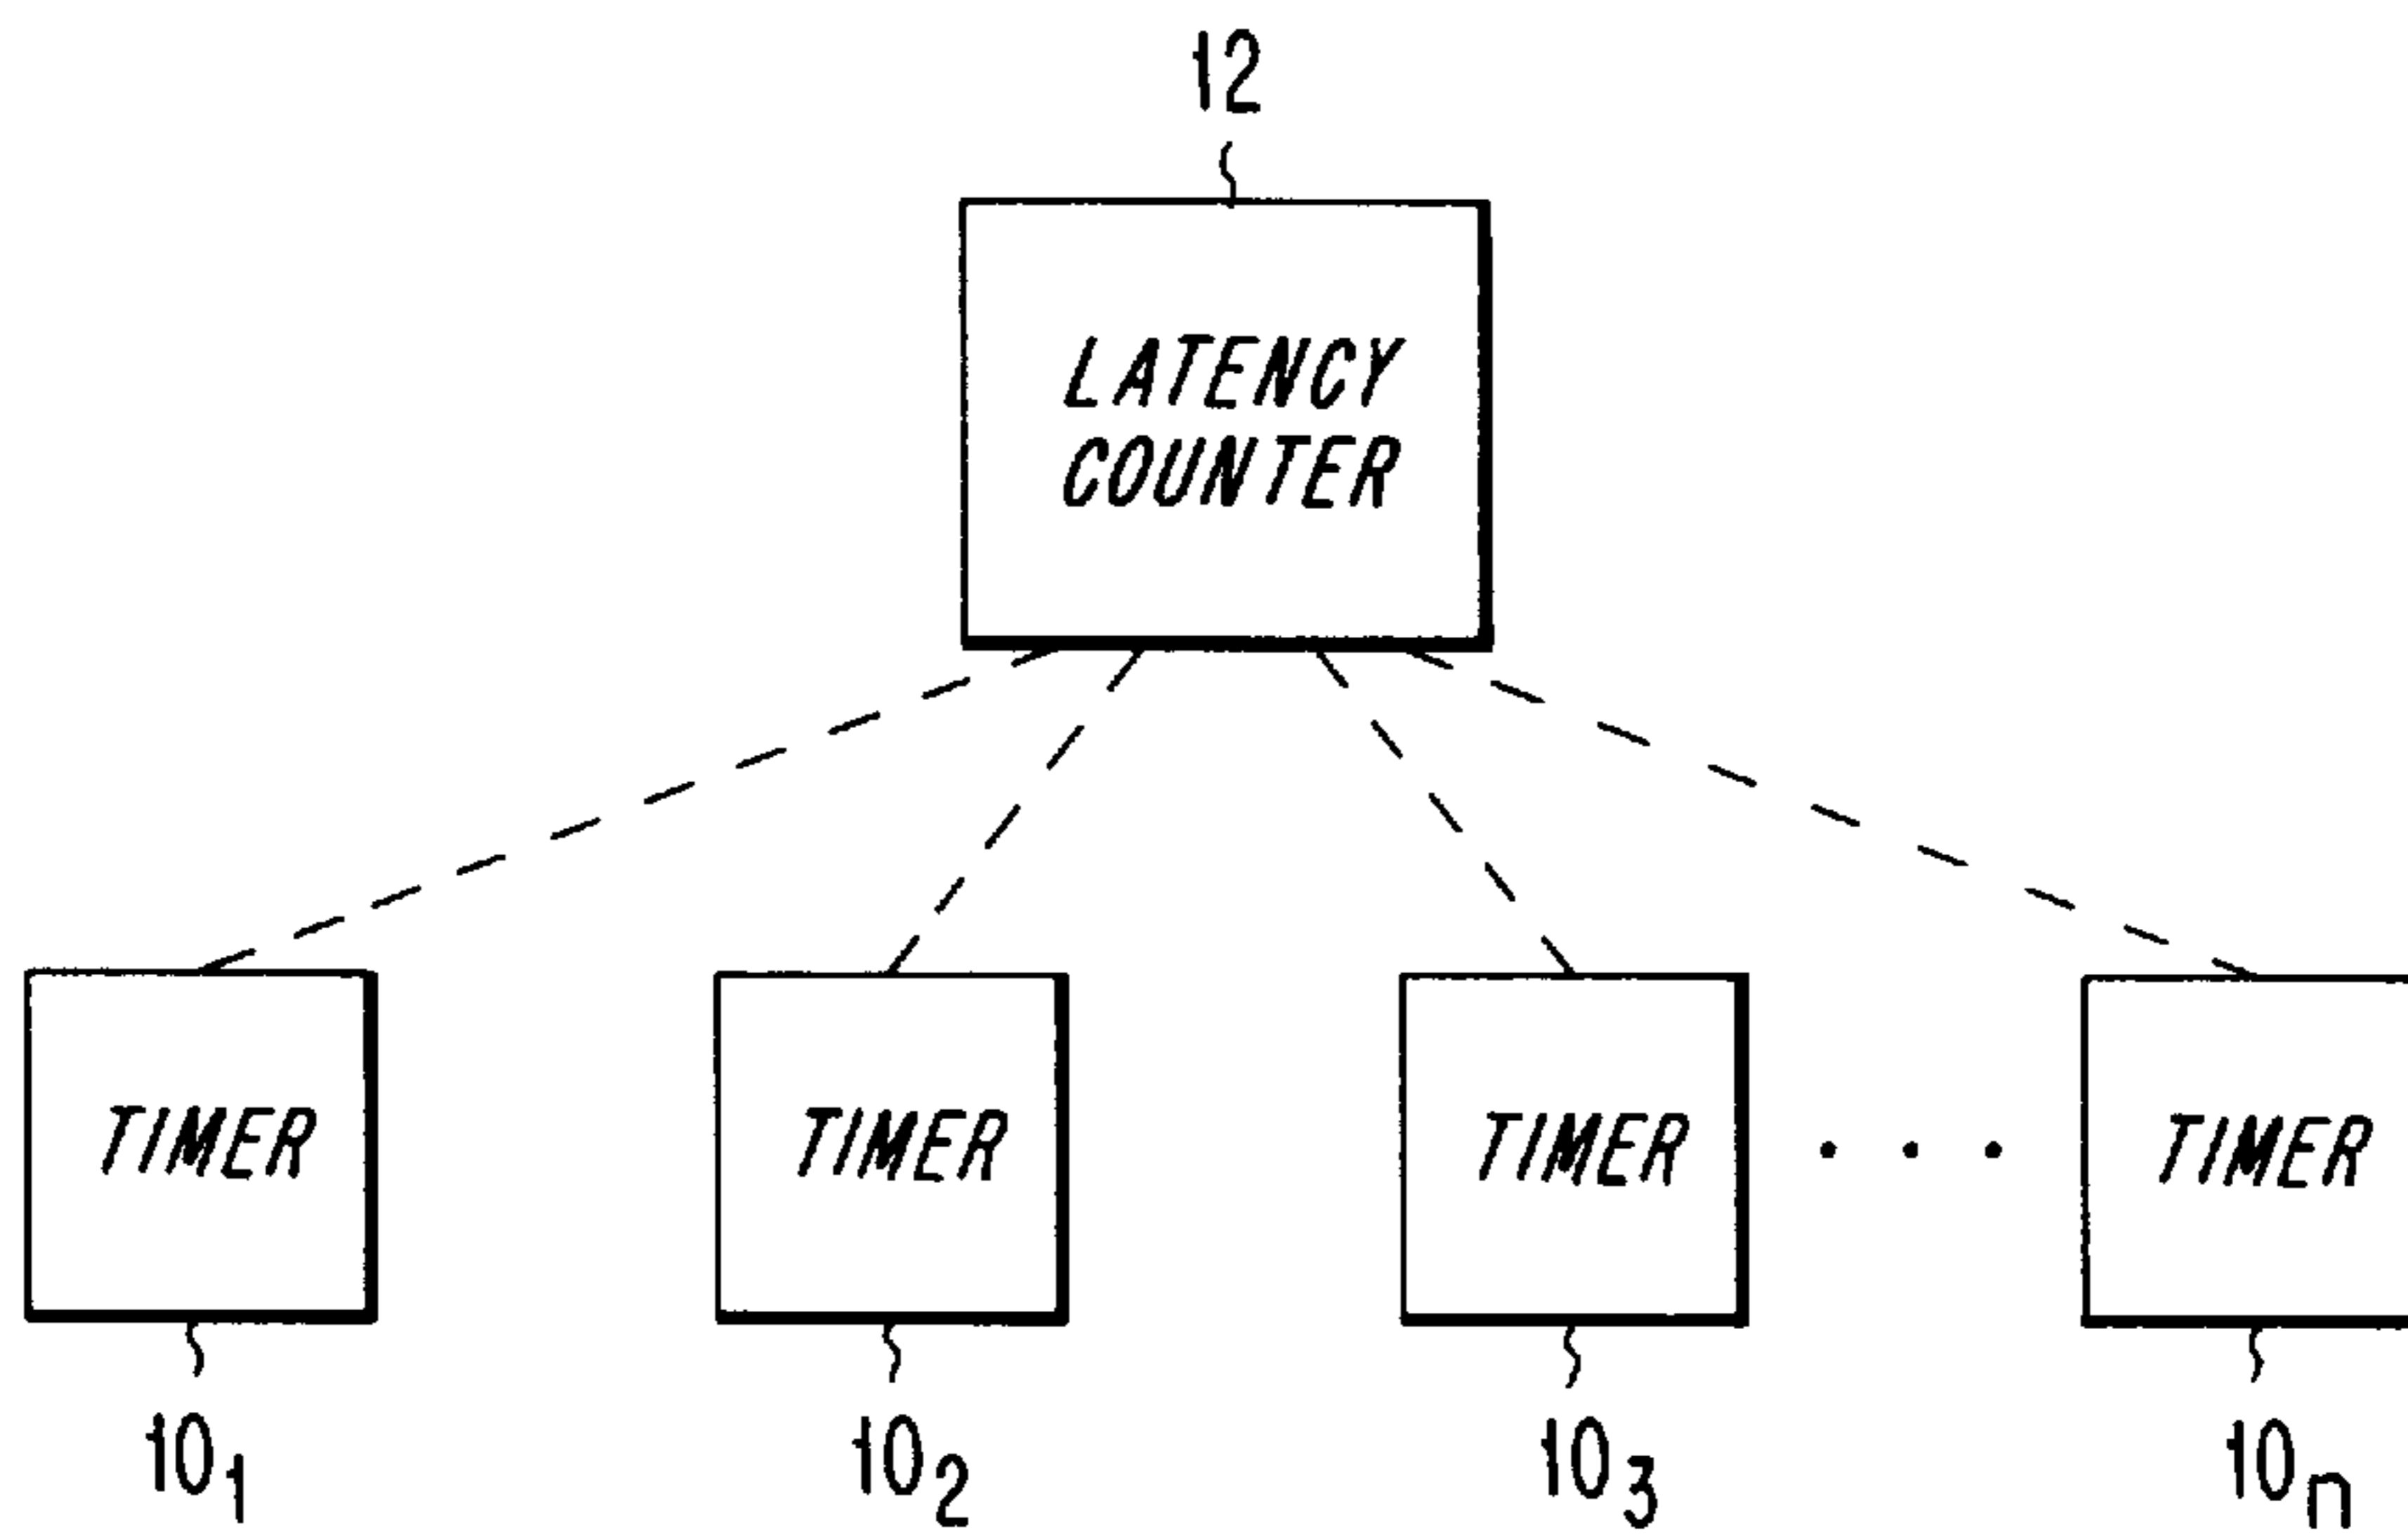 12
LATENCY
COUNTER
TIMER TIMER TIMER . . . TIMER
10₁ 10₂ 10₃ 10ₙ